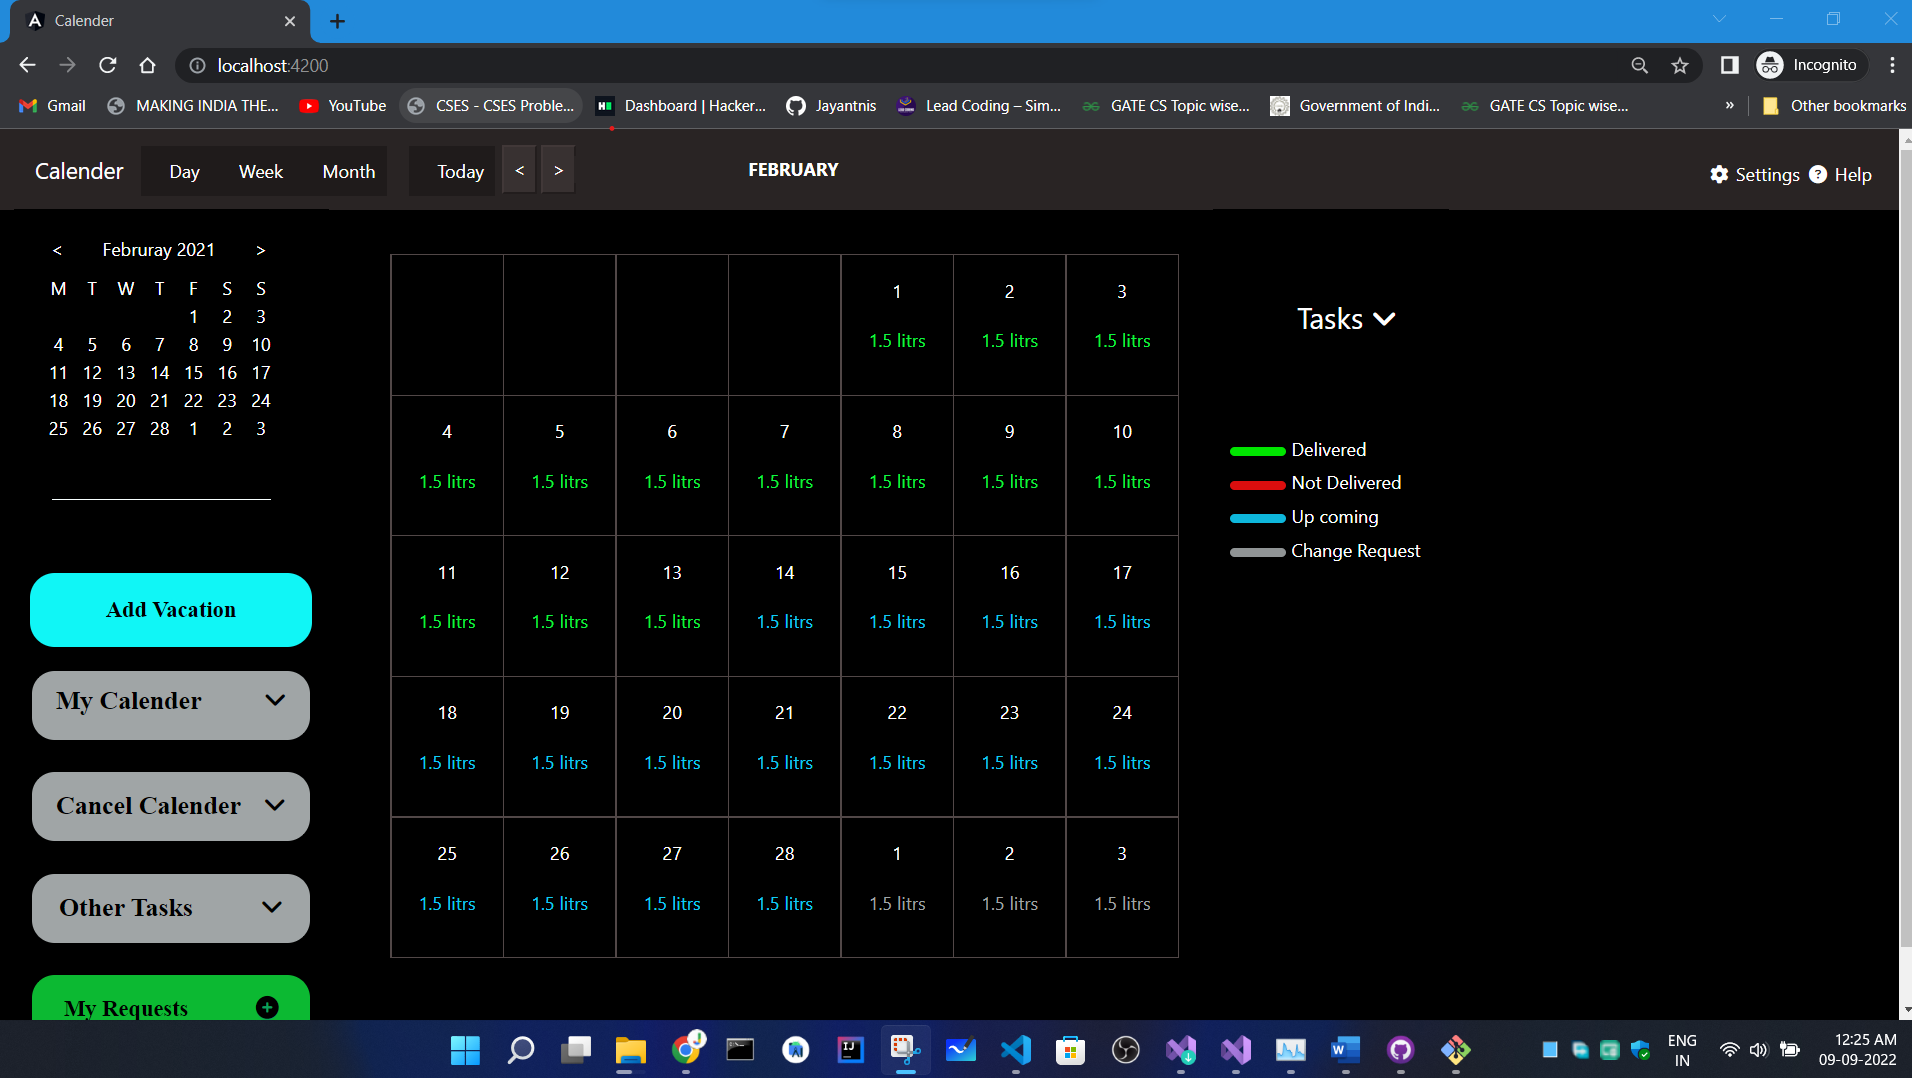 Calender
localhost:4200
Incognito
Gmail MAKING INDIA THE... YouTube CSES - CSES Proble... Dashboard | Hacker... Jayantnis Lead Coding – Sim... GATE CS Topic wise... Government of Indi... GATE CS Topic wise... » Other bookmarks
Calender Day Week Month Today < > FEBRUARY Settings Help
< Februray 2021 >
M T W T F S S
1 2 3
4 5 6 7 8 9 10
11 12 13 14 15 16 17
18 19 20 21 22 23 24
25 26 27 28 1 2 3
Add Vacation
My Calender
Cancel Calender
Other Tasks
My Requests
1 2 3
1.5 litrs 1.5 litrs 1.5 litrs
4 5 6 7 8 9 10
1.5 litrs 1.5 litrs 1.5 litrs 1.5 litrs 1.5 litrs 1.5 litrs 1.5 litrs
11 12 13 14 15 16 17
1.5 litrs 1.5 litrs 1.5 litrs 1.5 litrs 1.5 litrs 1.5 litrs 1.5 litrs
18 19 20 21 22 23 24
1.5 litrs 1.5 litrs 1.5 litrs 1.5 litrs 1.5 litrs 1.5 litrs 1.5 litrs
25 26 27 28 1 2 3
1.5 litrs 1.5 litrs 1.5 litrs 1.5 litrs 1.5 litrs 1.5 litrs 1.5 litrs
Tasks
Delivered
Not Delivered
Up coming
Change Request
ENG
IN
12:25 AM
09-09-2022